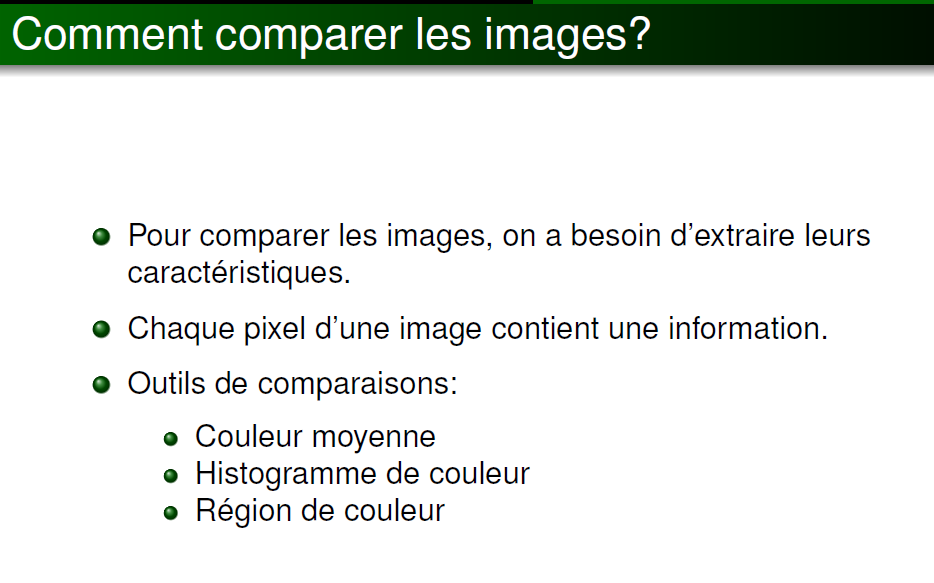 Comment comparer les images?
Pour comparer les images, on a besoin d'extraire leurs
caractéristiques.
Chaque pixel d'une image contient une information.
Outils de comparaisons:
Couleur moyenne
Histogramme de couleur
Région de couleur